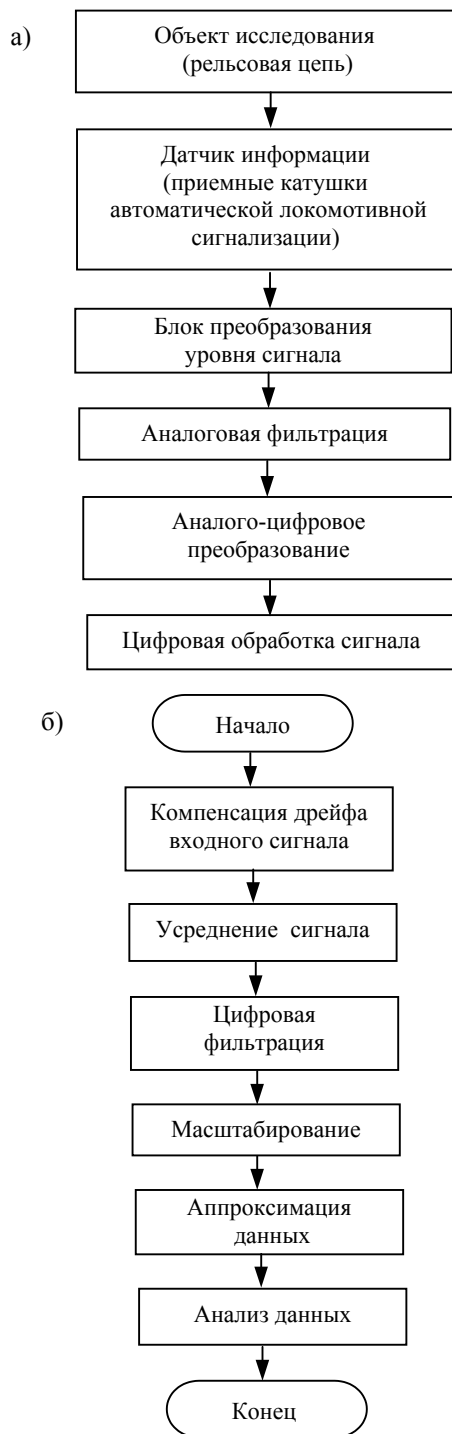 а)
Объект исследования
(рельсовая цепь)
Датчик информации
(приемные катушки
автоматической локомотивной
сигнализации)
Блок преобразования
уровня сигнала
Аналоговая фильтрация
Аналого-цифровое
преобразование
Цифровая обработка сигнала
б)
Начало
Компенсация дрейфа
входного сигнала
Усреднение сигнала
Цифровая
фильтрация
Масштабирование
Аппроксимация
данных
Анализ данных
Конец